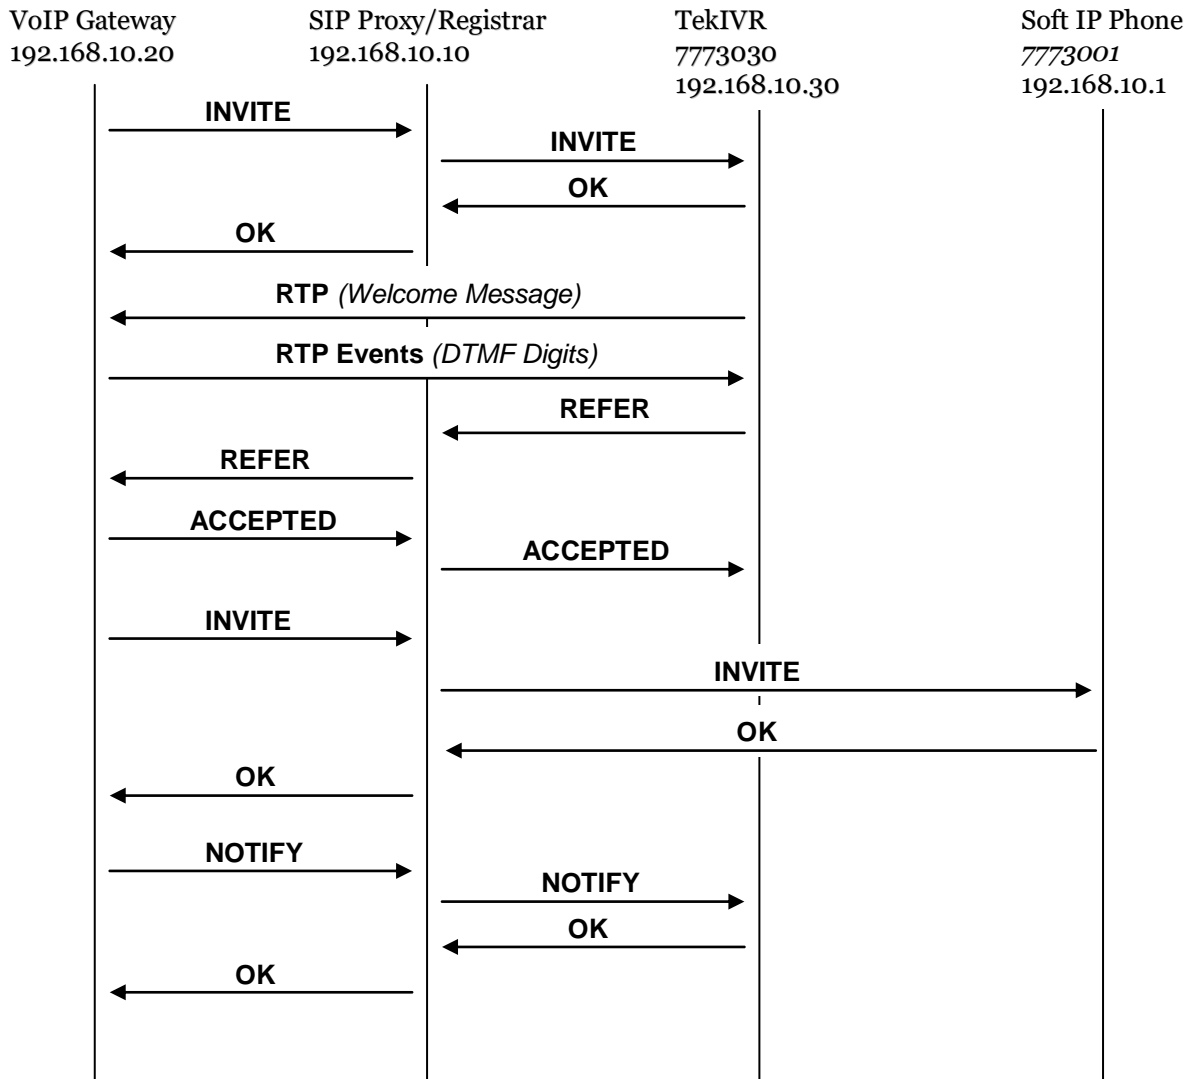 VoIP Gateway
192.168.10.20
SIP Proxy/Registrar
192.168.10.10
TekIVR
7773030
192.168.10.30
Soft IP Phone
7773001
192.168.10.1
INVITE
INVITE
OK
OK
RTP (Welcome Message)
RTP Events (DTMF Digits)
REFER
REFER
ACCEPTED
ACCEPTED
INVITE
INVITE
OK
OK
NOTIFY
NOTIFY
OK
OK